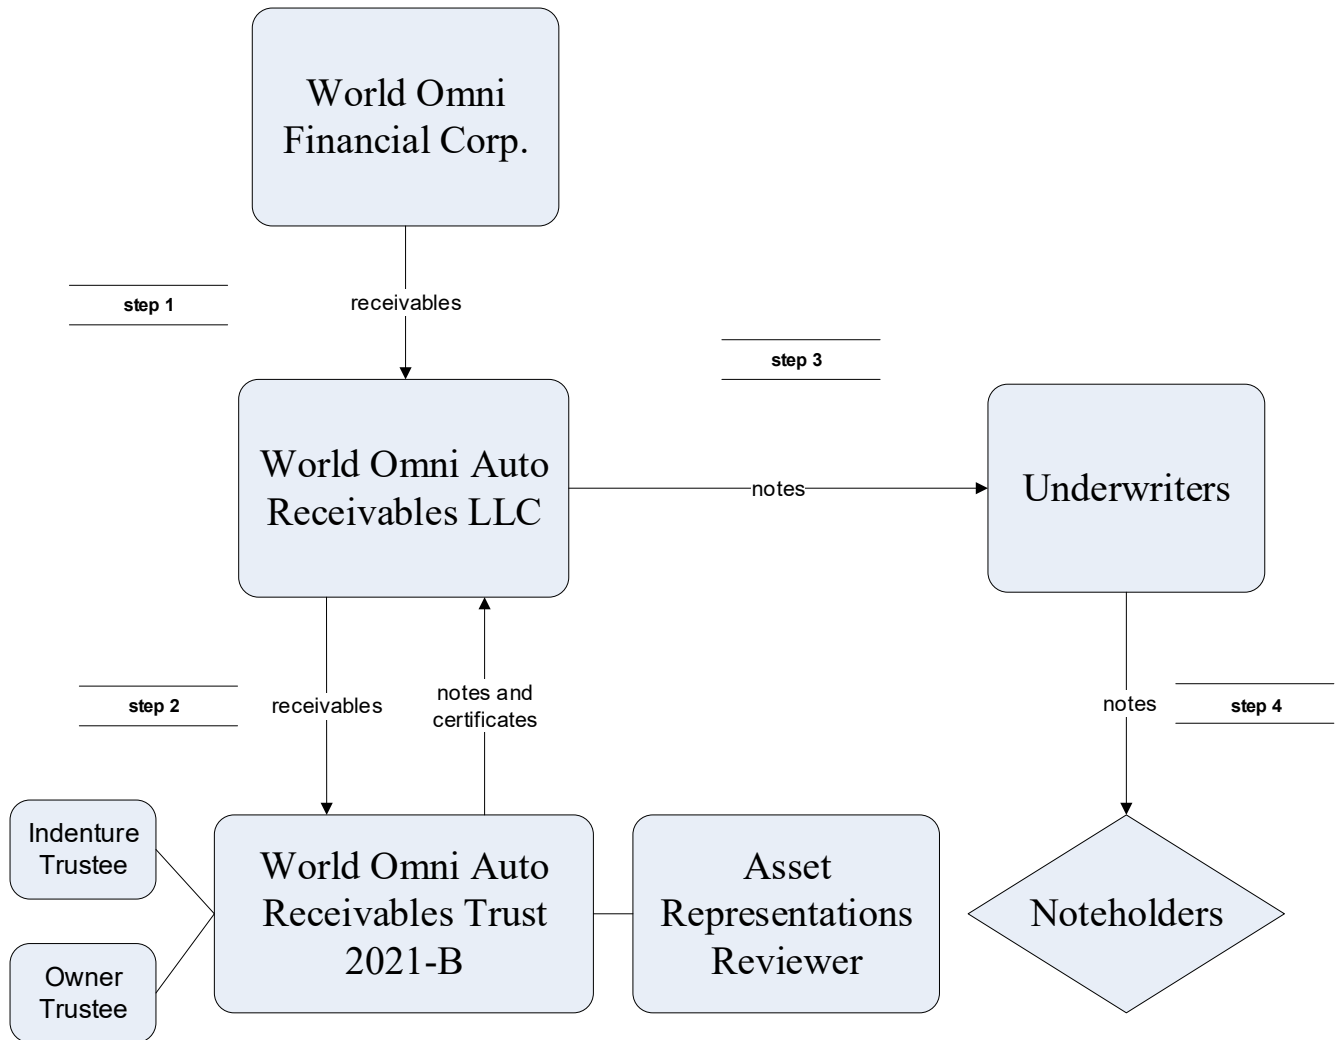 World Omni
Financial Corp.
step 1
receivables
step 3
World Omni Auto
Receivables LLC
notes
Underwriters
step 2
receivables
notes and
certificates
notes
step 4
Indenture
Trustee
Owner
Trustee
World Omni Auto
Receivables Trust
2021-B
Asset
Representations
Reviewer
Noteholders